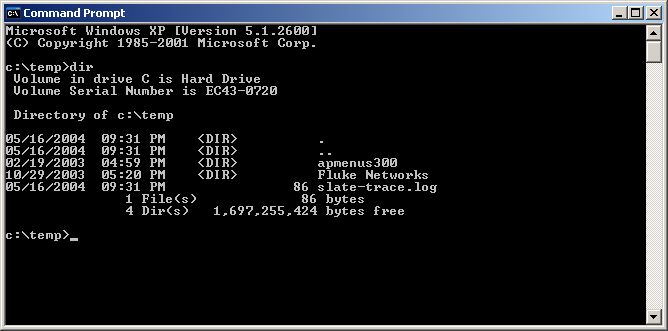 Command Prompt
Microsoft Windows XP [Version 5.1.2600]
(C) Copyright 1985-2001 Microsoft Corp.
c:\temp>dir
 Volume in drive C is Hard Drive
 Volume Serial Number is EC43-0720
 Directory of c:\temp
05/16/2004  09:31 PM    <DIR>          .
05/16/2004  09:31 PM    <DIR>          ..
02/19/2003  04:59 PM    <DIR>          apmenus300
10/29/2003  05:20 PM    <DIR>          Fluke Networks
05/16/2004  09:31 PM                86 slate-trace.log
               1 File(s)             86 bytes
               4 Dir(s)   1,697,255,424 bytes free
c:\temp>_